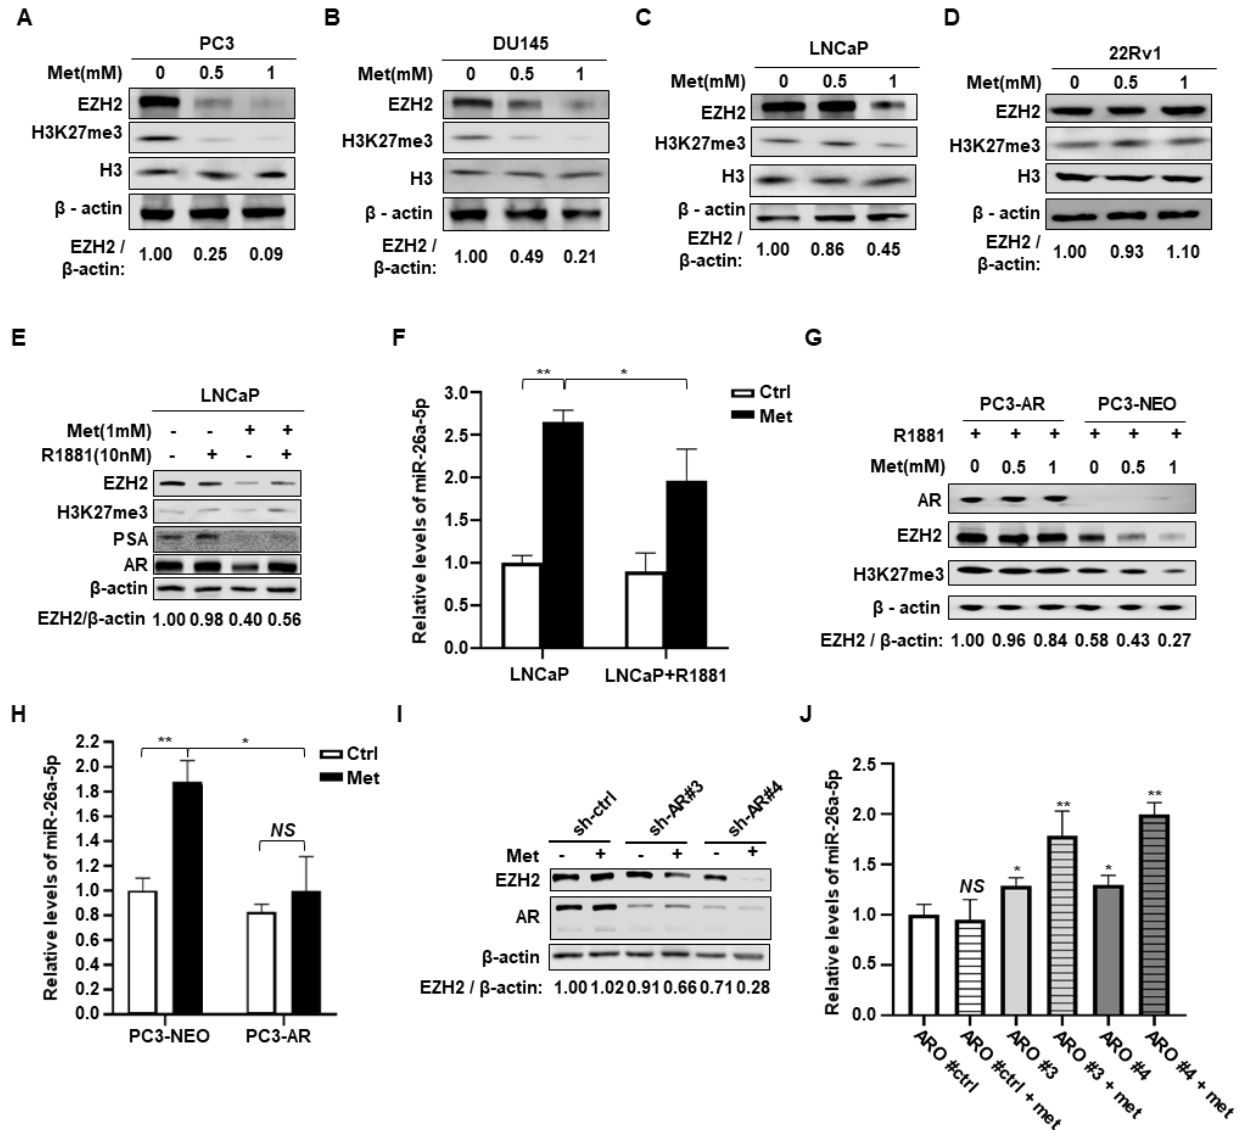 A
PC3
Met(mM) 0 0.5 1
EZH2
H3K27me3
H3
β - actin
EZH2 / β-actin: 1.00 0.25 0.09
B
DU145
Met(mM) 0 0.5 1
EZH2
H3K27me3
H3
β - actin
EZH2 / β-actin: 1.00 0.49 0.21
C
LNCaP
Met(mM) 0 0.5 1
EZH2
H3K27me3
H3
β - actin
EZH2 / β-actin: 1.00 0.86 0.45
D
22Rv1
Met(mM) 0 0.5 1
EZH2
H3K27me3
H3
β - actin
EZH2 / β-actin: 1.00 0.93 1.10
E
LNCaP
Met(1mM) - - + +
R1881(10nM) - + - +
EZH2
H3K27me3
PSA
AR
β-actin
EZH2/β-actin 1.00 0.98 0.40 0.56
F
Relative levels of miR-26a-5p
3.0
2.5
2.0
1.5
1.0
0.5
0.0
** *
Ctrl
Met
LNCaP LNCaP+R1881
G
PC3-AR PC3-NEO
R1881 + + + + + +
Met(mM) 0 0.5 1 0 0.5 1
AR
EZH2
H3K27me3
β - actin
EZH2 / β-actin: 1.00 0.96 0.84 0.58 0.43 0.27
H
Relative levels of miR-26a-5p
2.2
2.0
1.8
1.6
1.4
1.2
1.0
0.8
0.6
0.4
0.2
0.0
** *
NS
Ctrl
Met
PC3-NEO PC3-AR
I
sh-ctrl sh-AR#3 sh-AR#4
Met - + - + - +
EZH2
AR
β-actin
EZH2 / β-actin: 1.00 1.02 0.91 0.66 0.71 0.28
J
Relative levels of miR-26a-5p
2.5
2.0
1.5
1.0
0.5
0.0
NS * ** * **
ARO #ctrl
ARO #ctrl + met
ARO #3
ARO #3 + met
ARO #4
ARO #4 + met